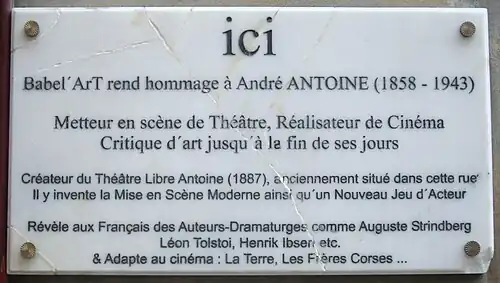 ici
Babel´ArT rend hommage à André ANTOINE (1858 - 1943)
Metteur en scène de Théâtre, Réalisateur de Cinéma
Critique d´art jusqu´à la fin de ses jours
Créateur du Théâtre Libre Antoine (1887), anciennement situé dans cette rue
Il y invente la Mise en Scène Moderne ainsi qu´un Nouveau Jeu d´Acteur
Révèle aux Français des Auteurs-Dramaturges comme Auguste Strindberg
Léon Tolstoi, Henrik Ibsen etc.
& Adapte au cinéma : La Terre, Les Frères Corses ...